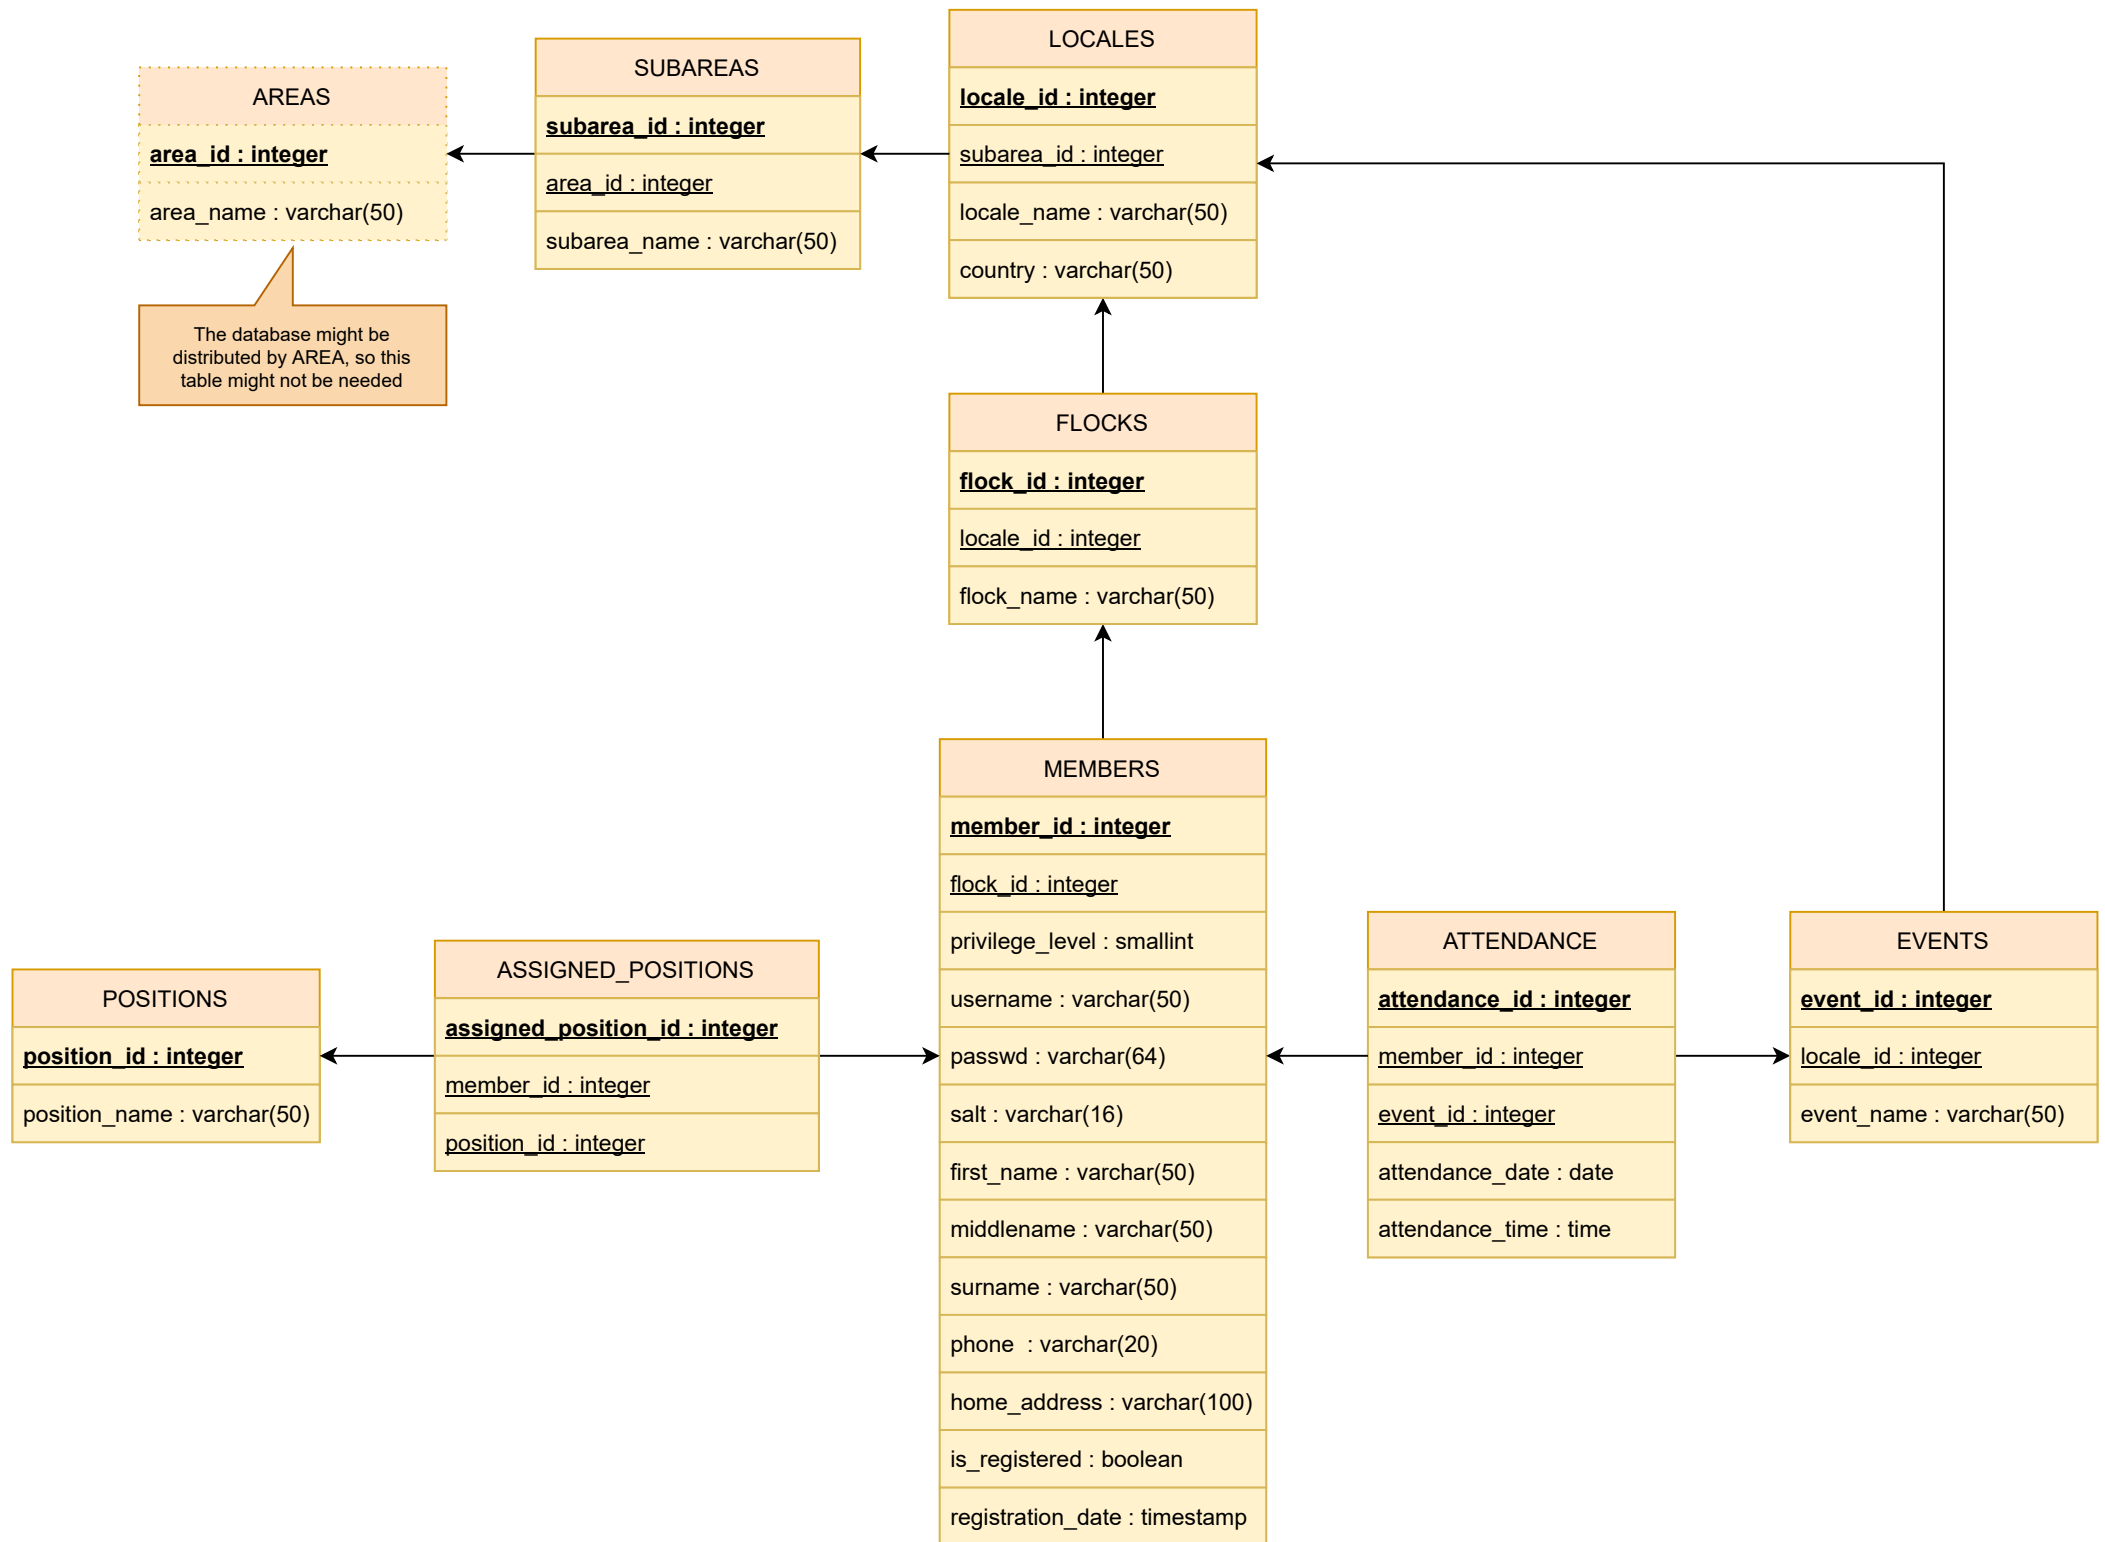 AREAS
area_id : integer
area_name : varchar(50)
The database might be
distributed by AREA, so this
table might not be needed
SUBAREAS
subarea_id : integer
area_id : integer
subarea_name : varchar(50)
LOCALES
locale_id : integer
subarea_id : integer
locale_name : varchar(50)
country : varchar(50)
FLOCKS
flock_id : integer
locale_id : integer
flock_name : varchar(50)
POSITIONS
position_id : integer
position_name : varchar(50)
ASSIGNED_POSITIONS
assigned_position_id : integer
member_id : integer
position_id : integer
MEMBERS
member_id : integer
flock_id : integer
privilege_level : smallint
username : varchar(50)
passwd : varchar(64)
salt : varchar(16)
first_name : varchar(50)
middlename : varchar(50)
surname : varchar(50)
phone  : varchar(20)
home_address : varchar(100)
is_registered : boolean
registration_date : timestamp
ATTENDANCE
attendance_id : integer
member_id : integer
event_id : integer
attendance_date : date
attendance_time : time
EVENTS
event_id : integer
locale_id : integer
event_name : varchar(50)